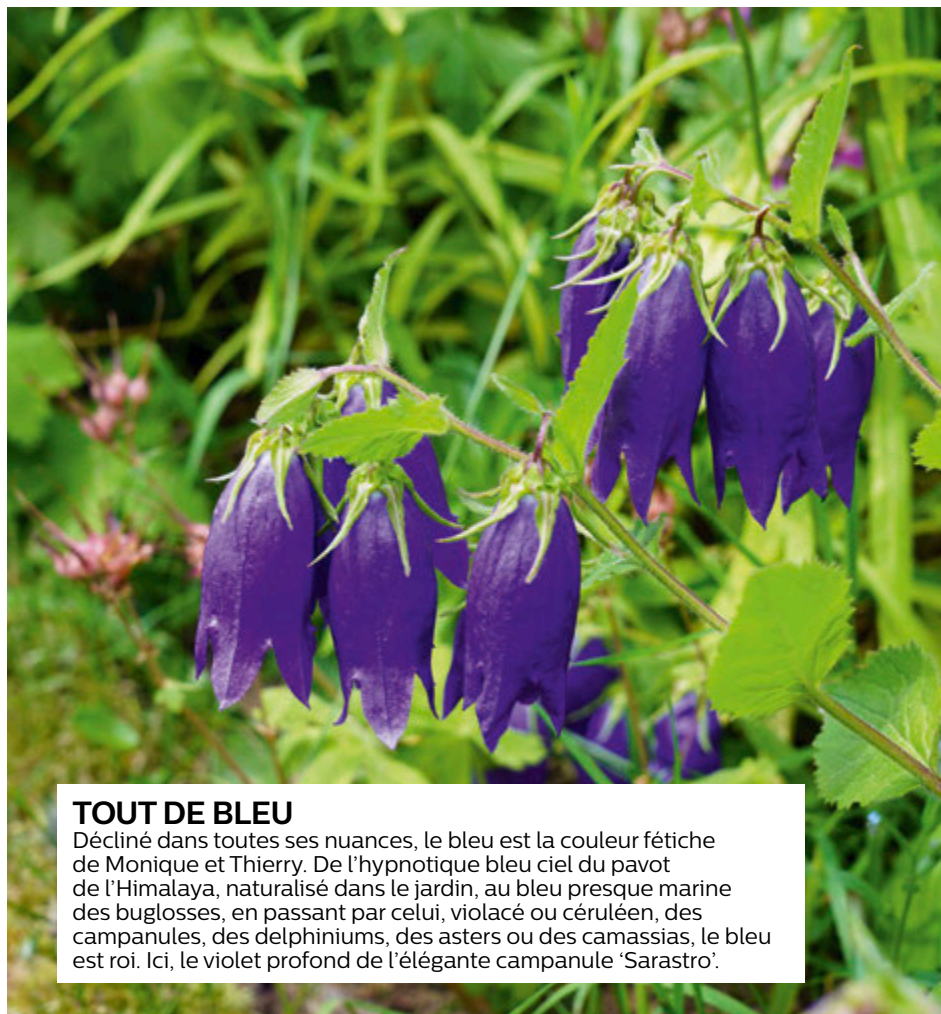 TOUT DE BLEU
Décliné dans toutes ses nuances, le bleu est la couleur fétiche
de Monique et Thierry. De l’hypnotique bleu ciel du pavot
de l’Himalaya, naturalisé dans le jardin, au bleu presque marine
des buglosses, en passant par celui, violacé ou céruléen, des
campanules, des delphiniums, des asters ou des camassias, le bleu
est roi. Ici, le violet profond de l’élégante campanule ‘Sarastro’.